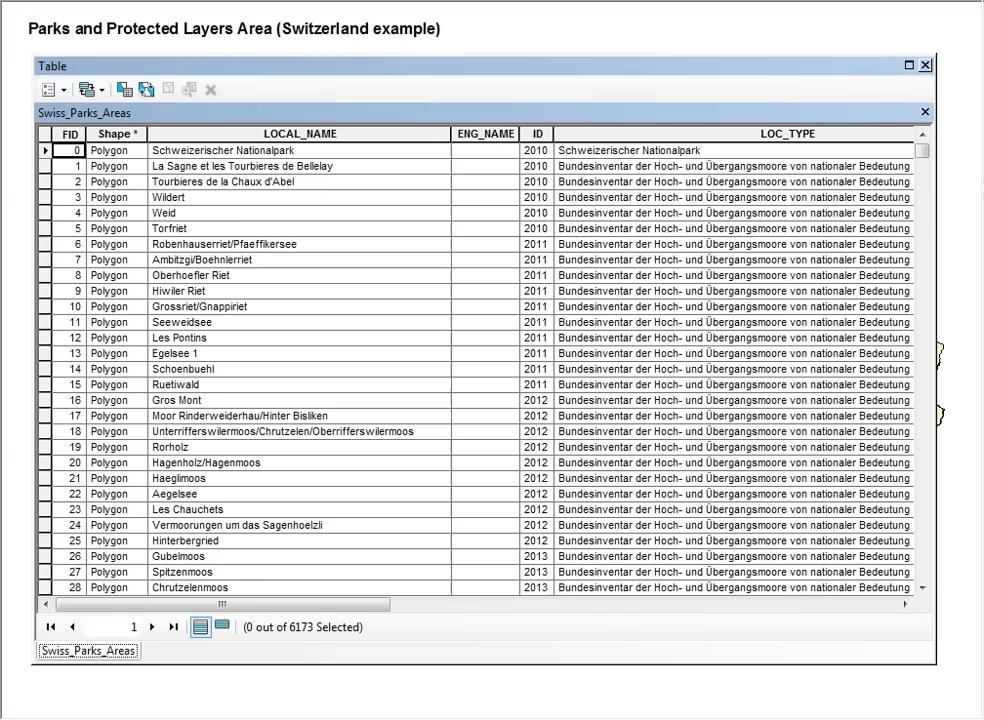 Parks and Protected Layers Area (Switzerland example)
Table
Swiss_Parks_Areas
FID Shape * LOCAL_NAME ENG_NAME ID LOC_TYPE
0 Polygon Schweizerischer Nationalpark 2010 Schweizerischer Nationalpark
1 Polygon La Sagne et les Tourbieres de Bellelay 2010 Bundesinventar der Hoch- und Übergangsmoore von nationaler Bedeutung
2 Polygon Tourbieres de la Chaux d'Abel 2010 Bundesinventar der Hoch- und Übergangsmoore von nationaler Bedeutung
3 Polygon Wildert 2010 Bundesinventar der Hoch- und Übergangsmoore von nationaler Bedeutung
4 Polygon Weid 2010 Bundesinventar der Hoch- und Übergangsmoore von nationaler Bedeutung
5 Polygon Torfriet 2010 Bundesinventar der Hoch- und Übergangsmoore von nationaler Bedeutung
6 Polygon Robenhauserriet/Pfaeffikersee 2011 Bundesinventar der Hoch- und Übergangsmoore von nationaler Bedeutung
7 Polygon Ambitzgi/Boehnlerriet 2011 Bundesinventar der Hoch- und Übergangsmoore von nationaler Bedeutung
8 Polygon Oberhoefler Riet 2011 Bundesinventar der Hoch- und Übergangsmoore von nationaler Bedeutung
9 Polygon Hiwiler Riet 2011 Bundesinventar der Hoch- und Übergangsmoore von nationaler Bedeutung
10 Polygon Grossriet/Gnappiriet 2011 Bundesinventar der Hoch- und Übergangsmoore von nationaler Bedeutung
11 Polygon Seeweidsee 2011 Bundesinventar der Hoch- und Übergangsmoore von nationaler Bedeutung
12 Polygon Les Pontins 2011 Bundesinventar der Hoch- und Übergangsmoore von nationaler Bedeutung
13 Polygon Egelsee 1 2011 Bundesinventar der Hoch- und Übergangsmoore von nationaler Bedeutung
14 Polygon Schoenbuehl 2011 Bundesinventar der Hoch- und Übergangsmoore von nationaler Bedeutung
15 Polygon Ruetiwald 2011 Bundesinventar der Hoch- und Übergangsmoore von nationaler Bedeutung
16 Polygon Gros Mont 2012 Bundesinventar der Hoch- und Übergangsmoore von nationaler Bedeutung
17 Polygon Moor Rinderweiderhau/Hinter Bisliken 2012 Bundesinventar der Hoch- und Übergangsmoore von nationaler Bedeutung
18 Polygon Unterrifferswilermoos/Chrutzelen/Oberrifferswilermoos 2012 Bundesinventar der Hoch- und Übergangsmoore von nationaler Bedeutung
19 Polygon Rorholz 2012 Bundesinventar der Hoch- und Übergangsmoore von nationaler Bedeutung
20 Polygon Hagenholz/Hagenmoos 2012 Bundesinventar der Hoch- und Übergangsmoore von nationaler Bedeutung
21 Polygon Haeglimoos 2012 Bundesinventar der Hoch- und Übergangsmoore von nationaler Bedeutung
22 Polygon Aegelsee 2012 Bundesinventar der Hoch- und Übergangsmoore von nationaler Bedeutung
23 Polygon Les Chauchets 2012 Bundesinventar der Hoch- und Übergangsmoore von nationaler Bedeutung
24 Polygon Vermoorungen um das Sagenhoelzli 2012 Bundesinventar der Hoch- und Übergangsmoore von nationaler Bedeutung
25 Polygon Hinterbergried 2012 Bundesinventar der Hoch- und Übergangsmoore von nationaler Bedeutung
26 Polygon Gubelmoos 2013 Bundesinventar der Hoch- und Übergangsmoore von nationaler Bedeutung
27 Polygon Spitzenmoos 2013 Bundesinventar der Hoch- und Übergangsmoore von nationaler Bedeutung
28 Polygon Chrutzelenmoos 2013 Bundesinventar der Hoch- und Übergangsmoore von nationaler Bedeutung
1 (0 out of 6173 Selected)
Swiss_Parks_Areas